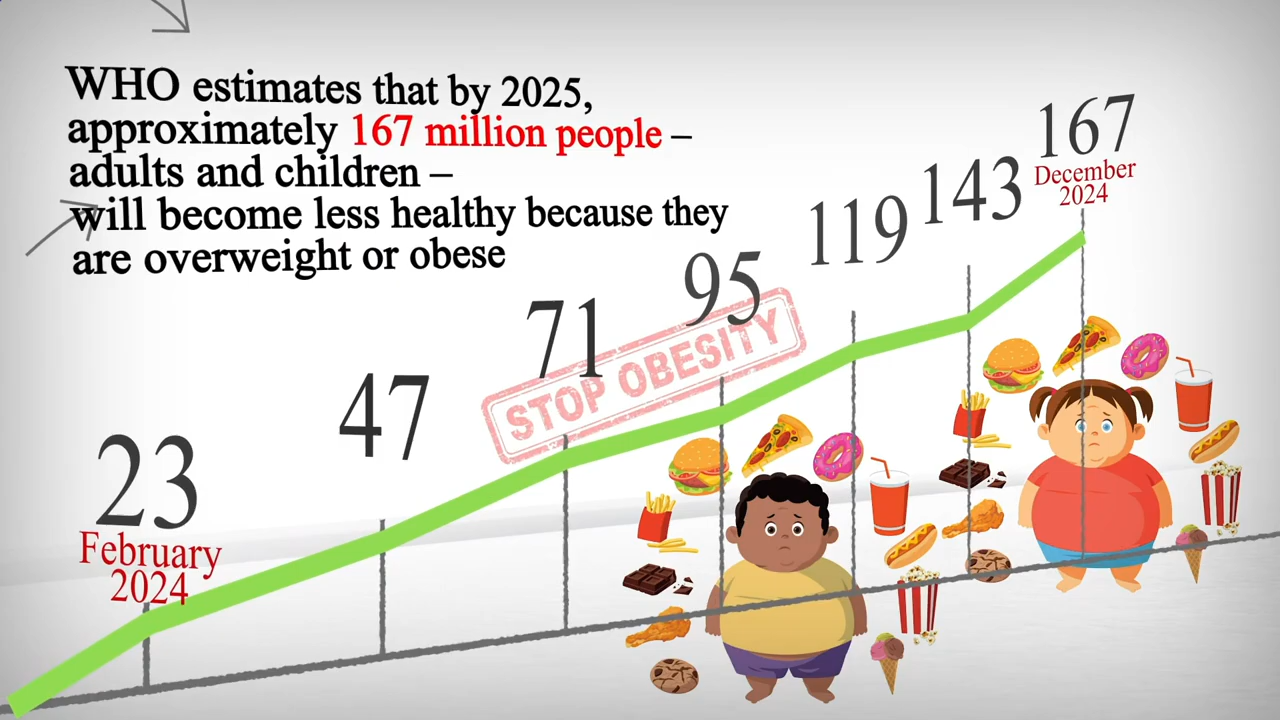 WHO estimates that by 2025,
approximately 167 million people –
adults and children –
will become less healthy because they
are overweight or obese
23
February
2024
47
71
95
119
143
167
December
2024
STOP OBESITY